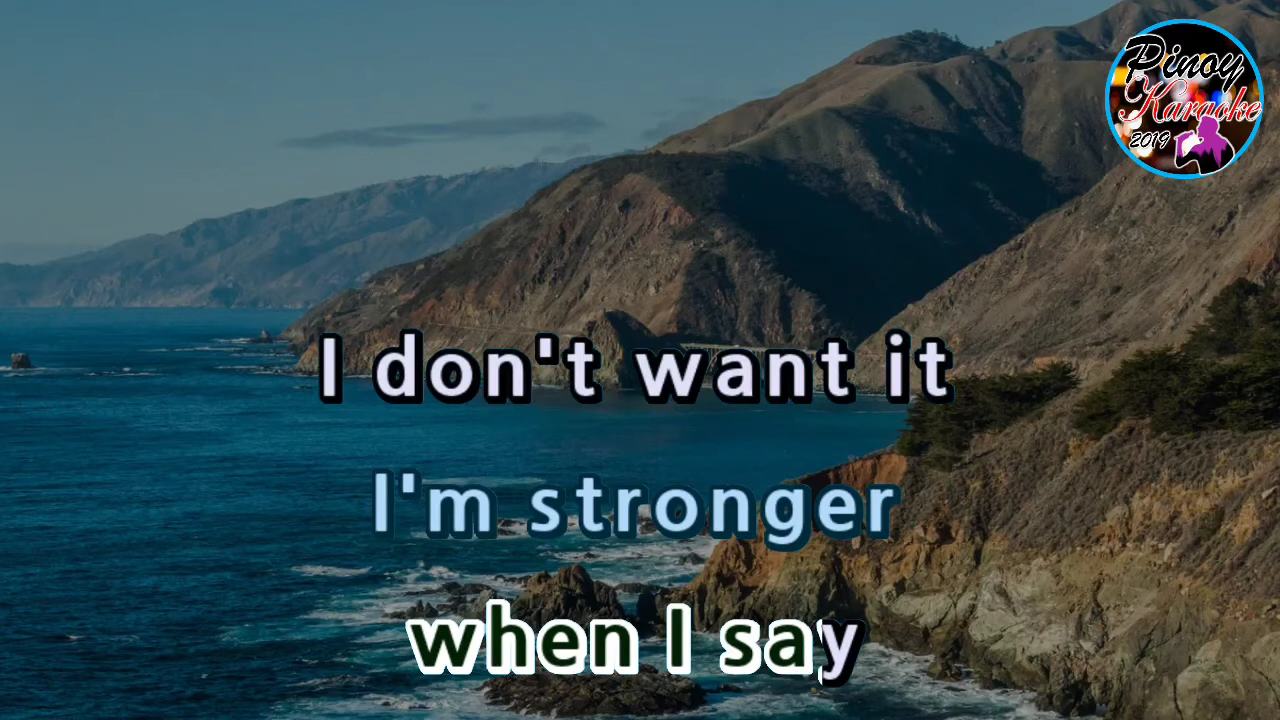 Pinoy
Karaoke
2019
I don't want it
I'm stronger
when I say